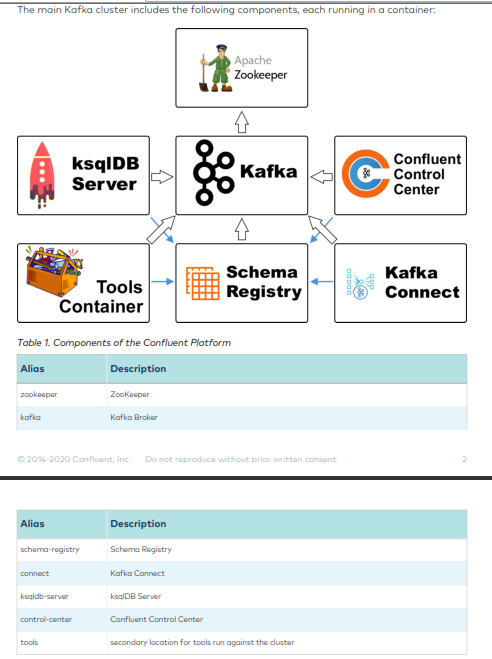 The main Kafka cluster includes the following components, each running in a container:
Apache
Zookeeper
ksqlDB
Server
Kafka
Confluent
Control
Center
Tools
Container
Schema
Registry
Kafka
Connect
Table 1. Components of the Confluent Platform
Alias Description
zookeeper ZooKeeper
kafka Kafka Broker
© 2014-2020 Confluent, Inc. Do not reproduce without prior written consent. 2
Alias Description
schema-registry Schema Registry
connect Kafka Connect
ksqldb-server ksqlDB Server
control-center Confluent Control Center
tools secondary location for tools run against the cluster